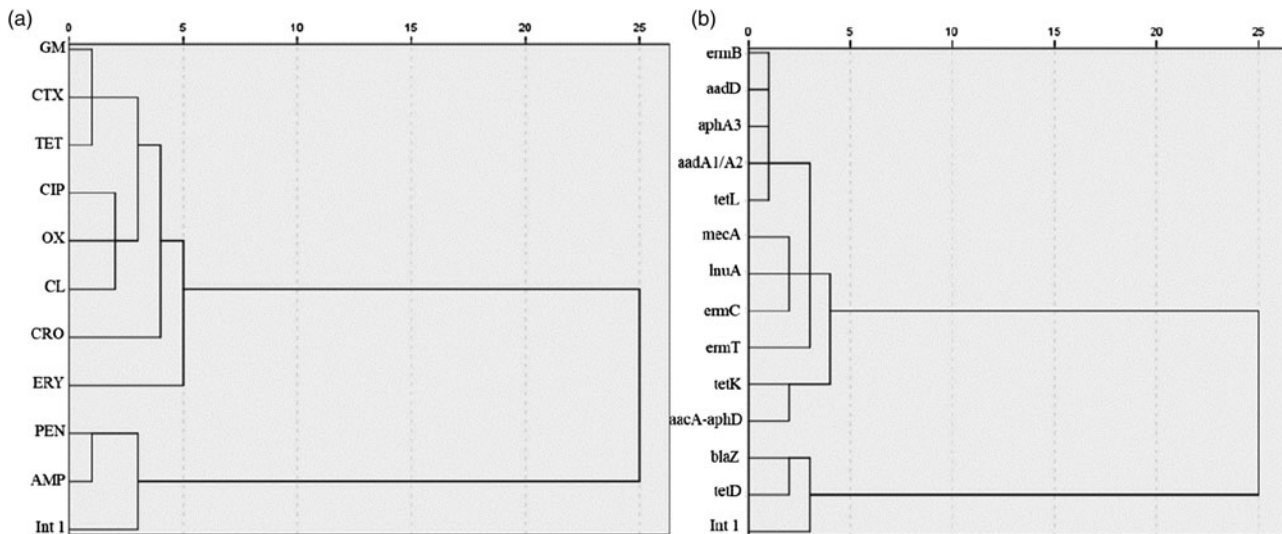 (a)
0 5 10 15 20 25
GM
CTX
TET
CIP
OX
CL
CRO
ERY
PEN
AMP
Int 1
(b)
0 5 10 15 20 25
ermB
aadD
aphA3
aadA1/A2
tetL
mecA
lnuA
ermC
ermT
tetK
aacA-aphD
blaZ
tetD
Int 1